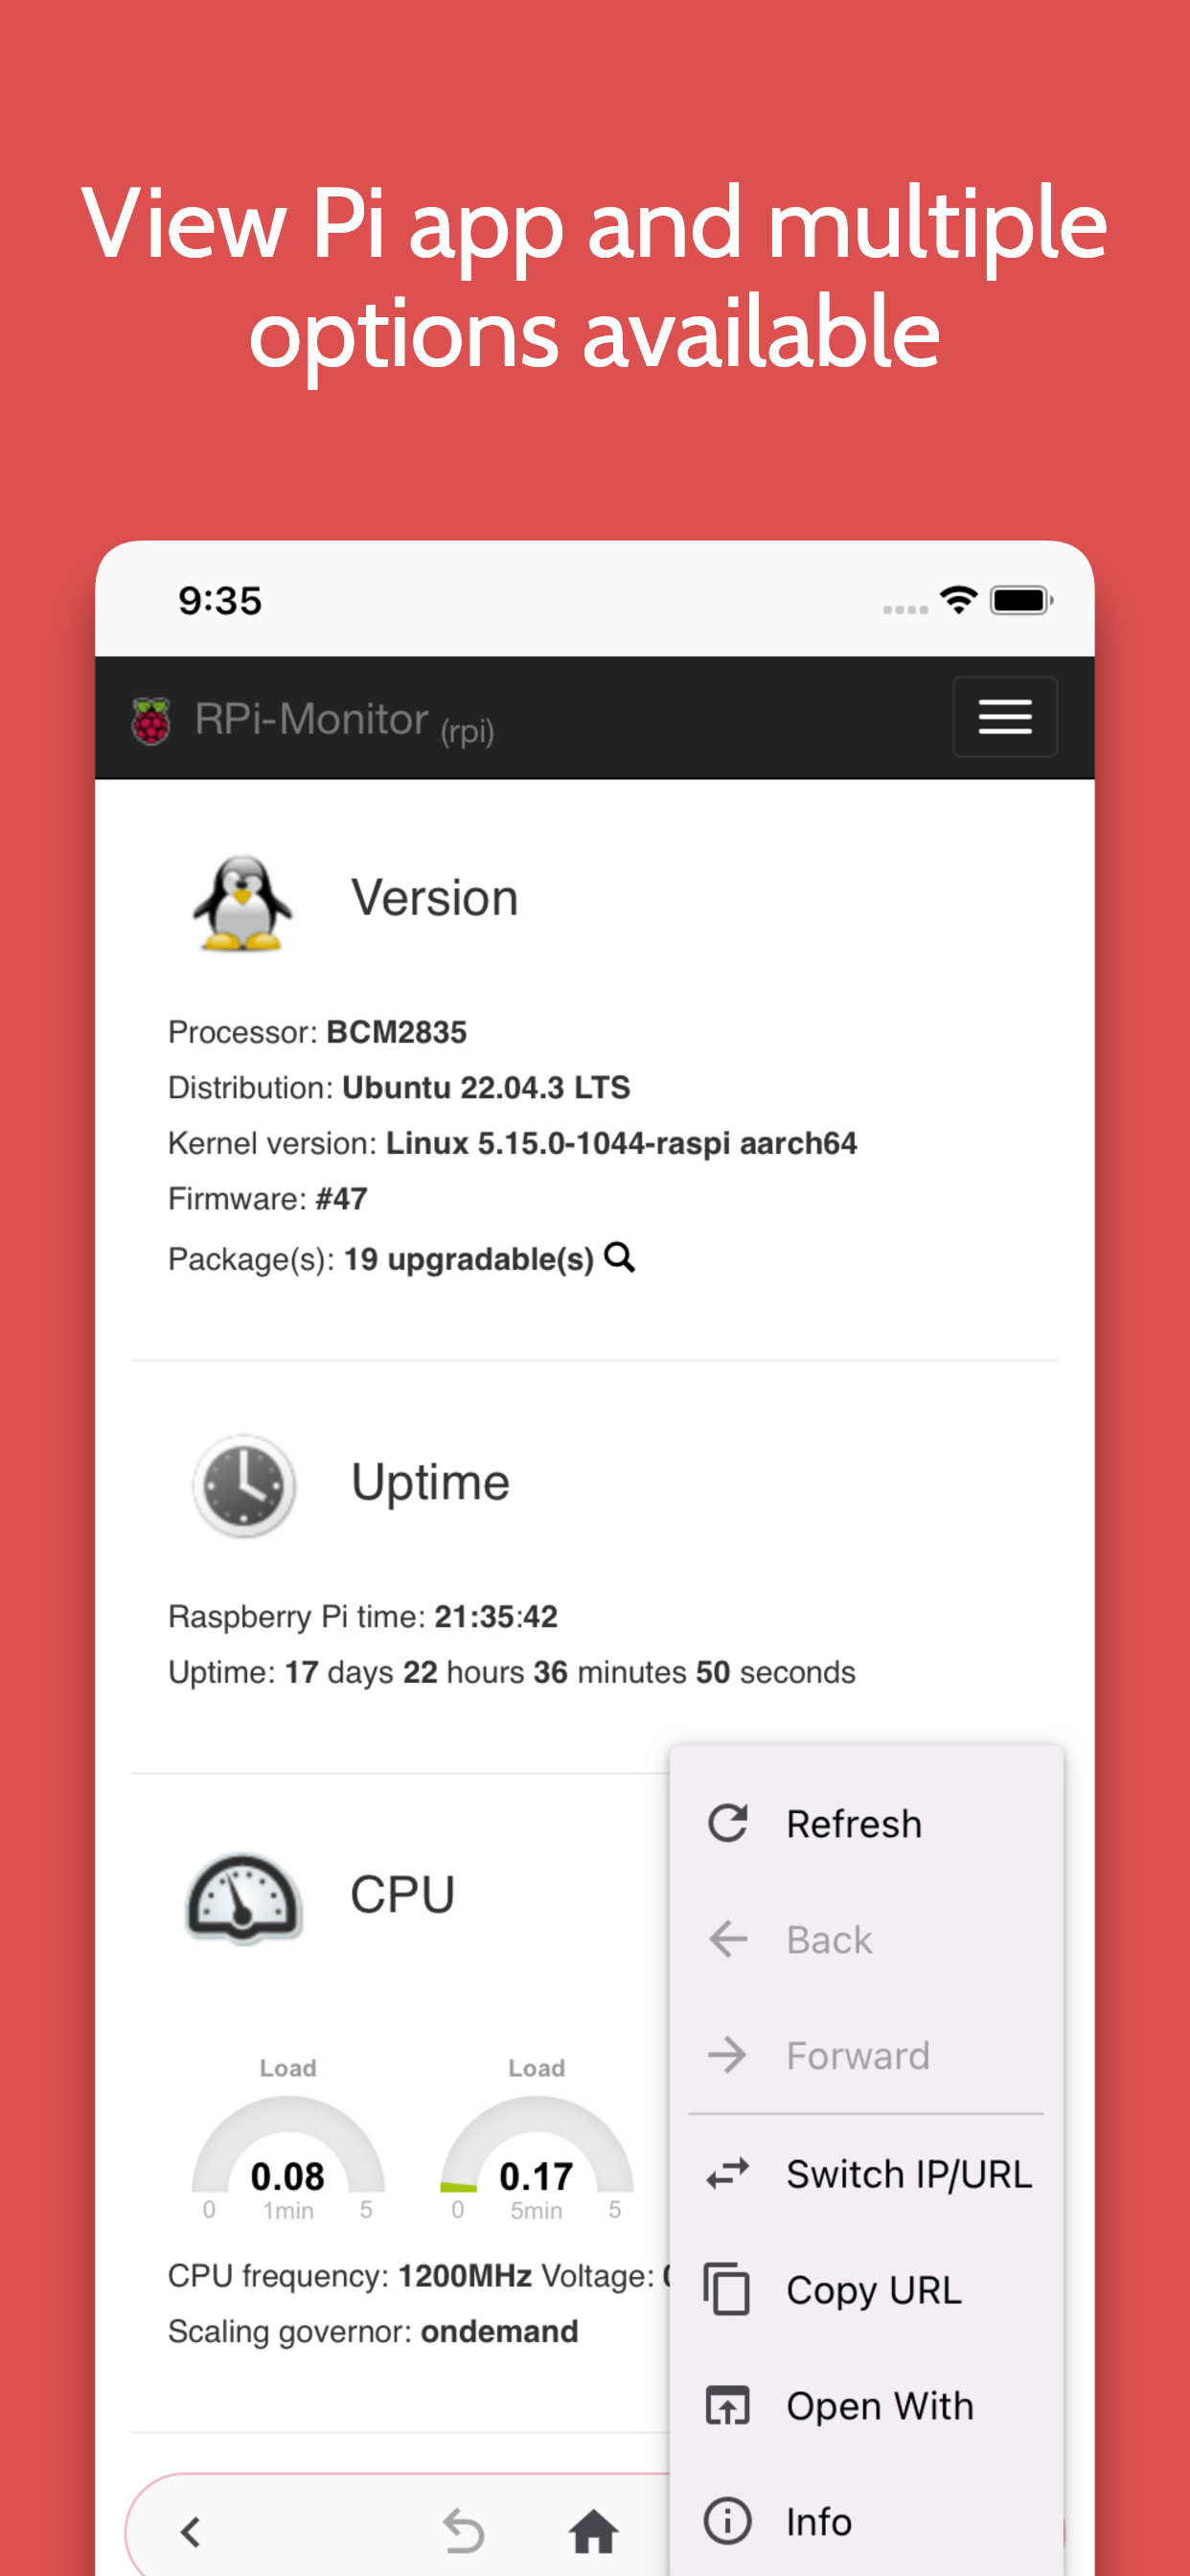 View Pi app and multiple
options available
9:35
RPi-Monitor (rpi)
Version
Processor: BCM2835
Distribution: Ubuntu 22.04.3 LTS
Kernel version: Linux 5.15.0-1044-raspi aarch64
Firmware: #47
Package(s): 19 upgradable(s)
Uptime
Raspberry Pi time: 21:35:42
Uptime: 17 days 22 hours 36 minutes 50 seconds
CPU
Load
0.08
0 1min 5
Load
0.17
0 5min 5
CPU frequency: 1200MHz Voltage:
Scaling governor: ondemand
Refresh
Back
Forward
Switch IP/URL
Copy URL
Open With
Info